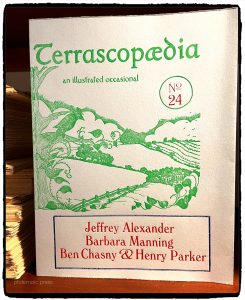 Terrascopædia
an illustrated occasional
No
24
Jeffrey Alexander
Barbara Manning
Ben Chasny & Henry Parker